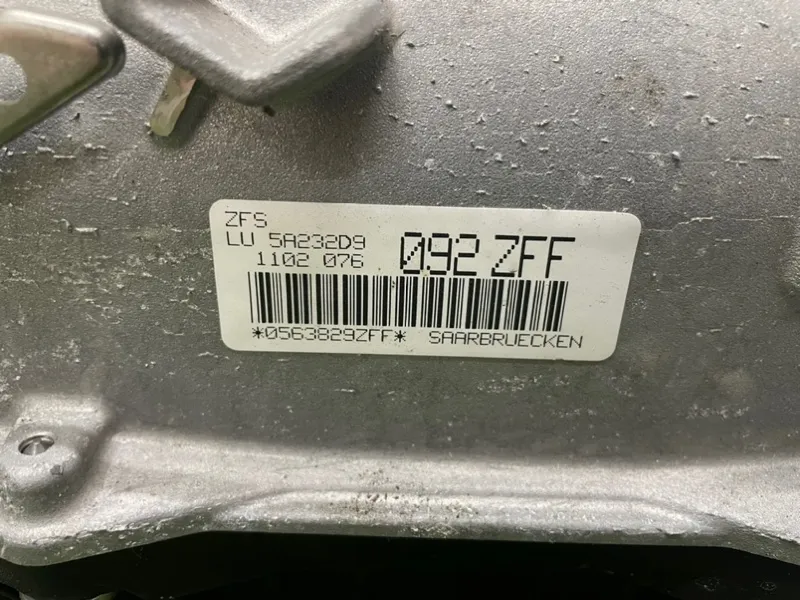 ZFS
LU 5A232D9
1102 076
092 ZFF
*0563829ZFF* SAARBRUECKEN